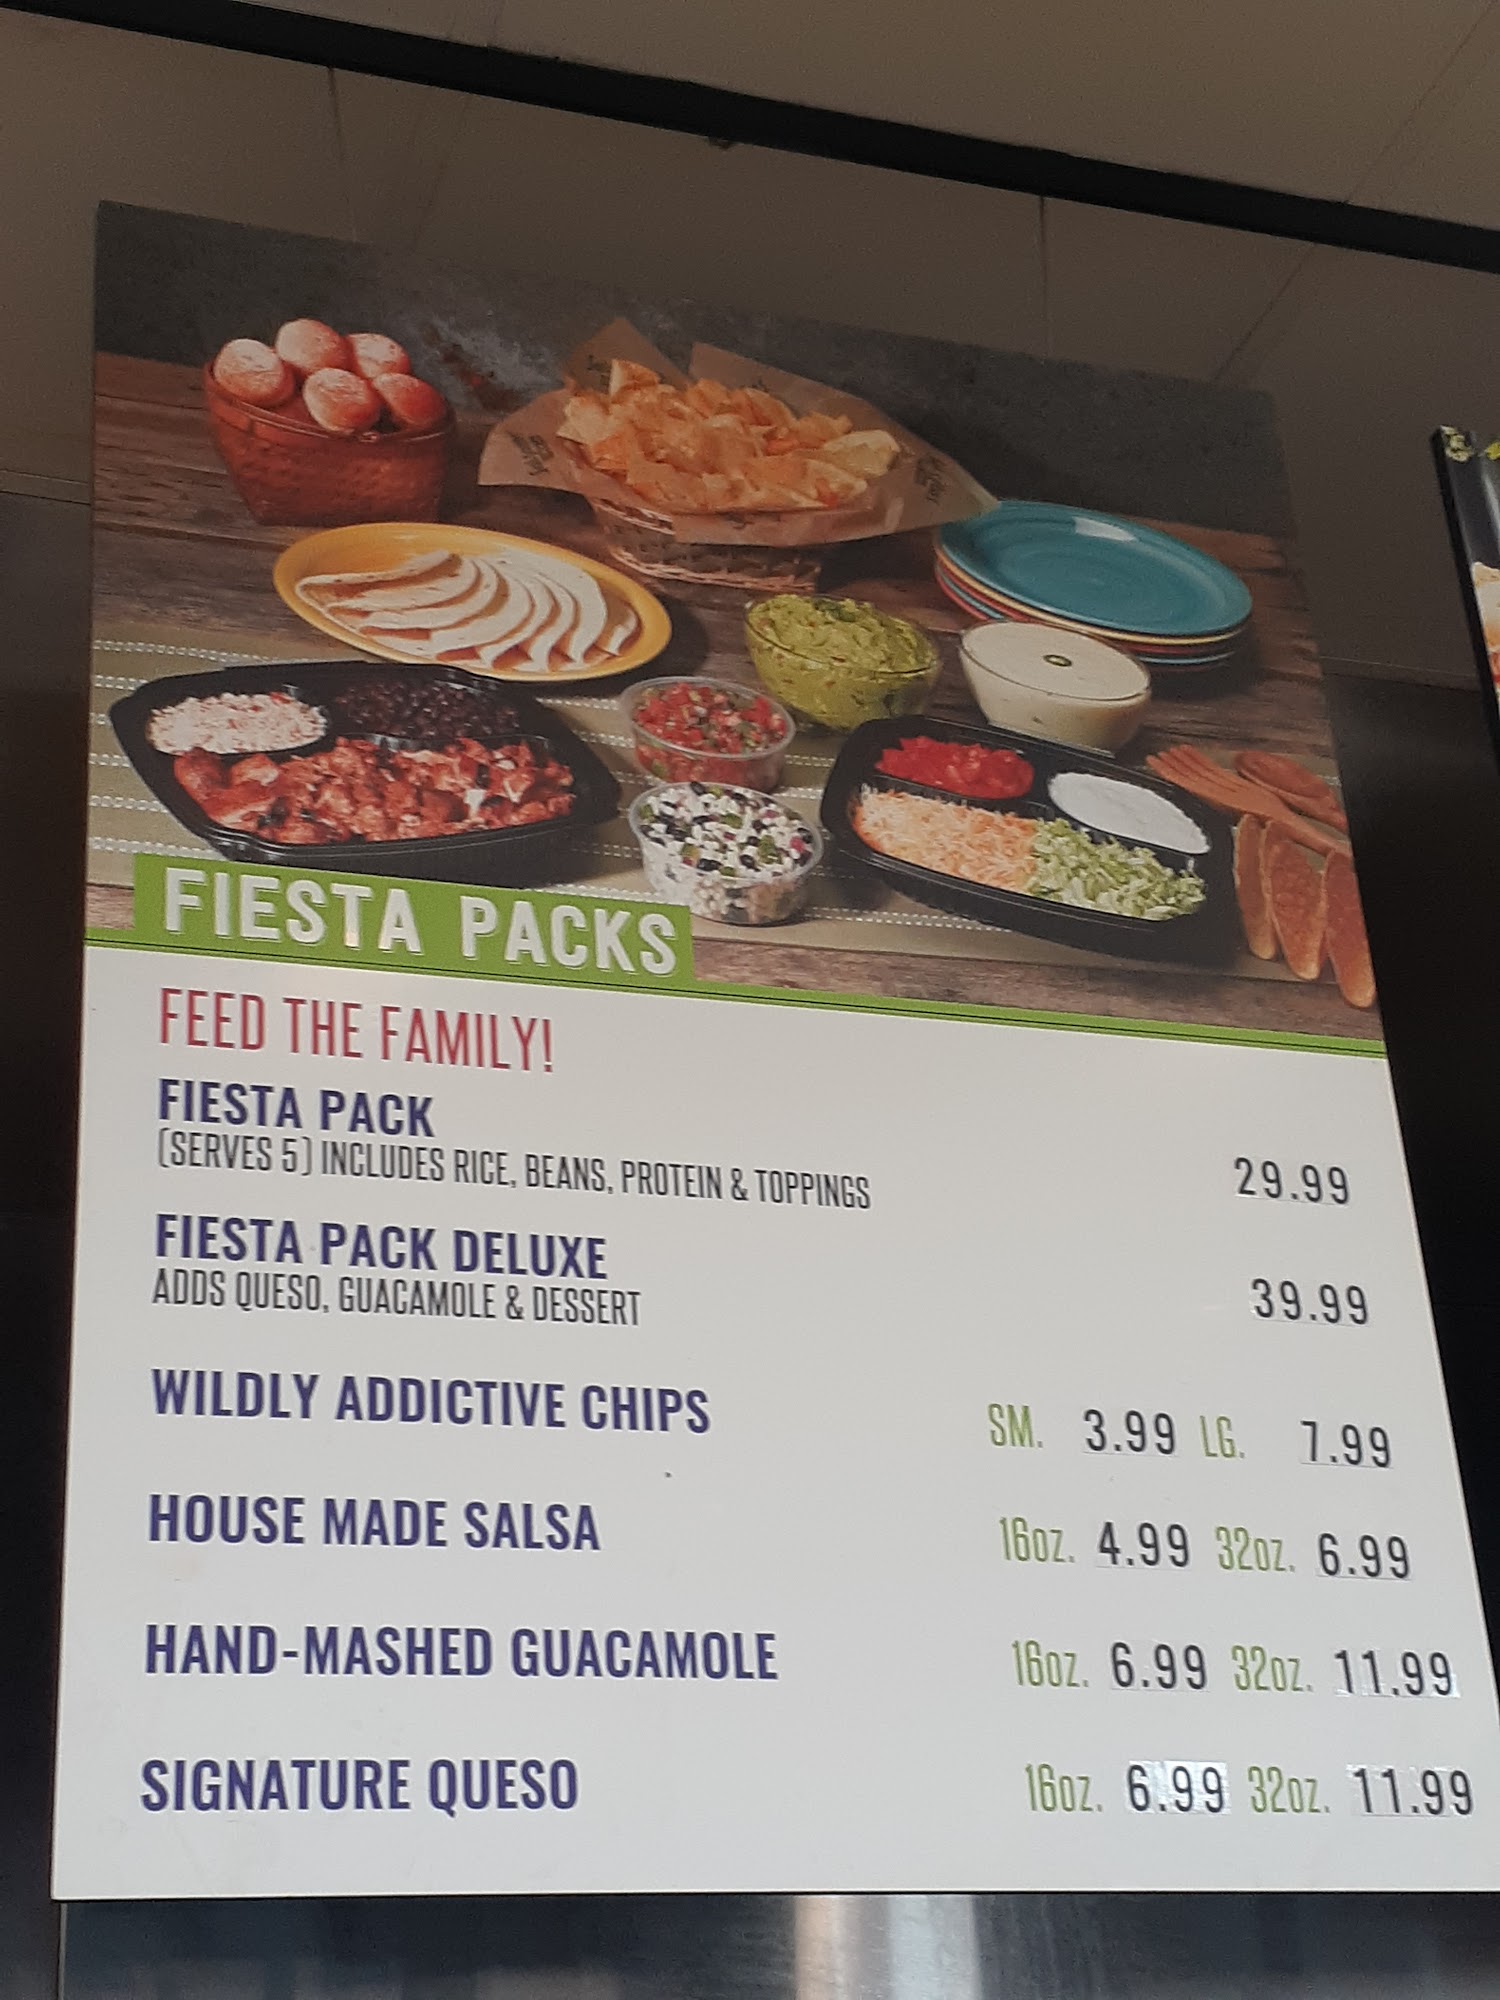 FIESTA PACKS
FEED THE FAMILY!
FIESTA PACK
(SERVES 5) INCLUDES RICE, BEANS, PROTEIN & TOPPINGS 29.99
FIESTA PACK DELUXE
ADDS QUESO, GUACAMOLE & DESSERT 39.99
WILDLY ADDICTIVE CHIPS SM. 3.99 LG. 7.99
HOUSE MADE SALSA 16OZ. 4.99 32OZ. 6.99
HAND-MASHED GUACAMOLE 16OZ. 6.99 32OZ. 11.99
SIGNATURE QUESO 16OZ. 6.99 32OZ. 11.99